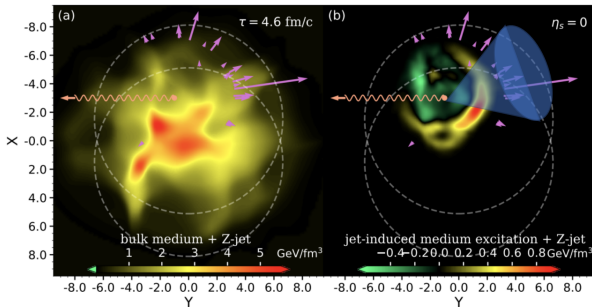 (a)
τ = 4.6 fm/c
(b)
ηs = 0
-8.0
-6.0
-4.0
-2.0
-0.0
2.0
4.0
6.0
8.0
X
bulk medium + Z-jet
1 2 3 4 5 GeV/fm³
jet-induced medium excitation + Z-jet
−0.4 −0.2 0.0 0.2 0.4 0.6 0.8 GeV/fm³
-8.0 -6.0 -4.0 -2.0 0.0 2.0 4.0 6.0 8.0
-8.0 -6.0 -4.0 -2.0 0.0 2.0 4.0 6.0 8.0
Y
Y